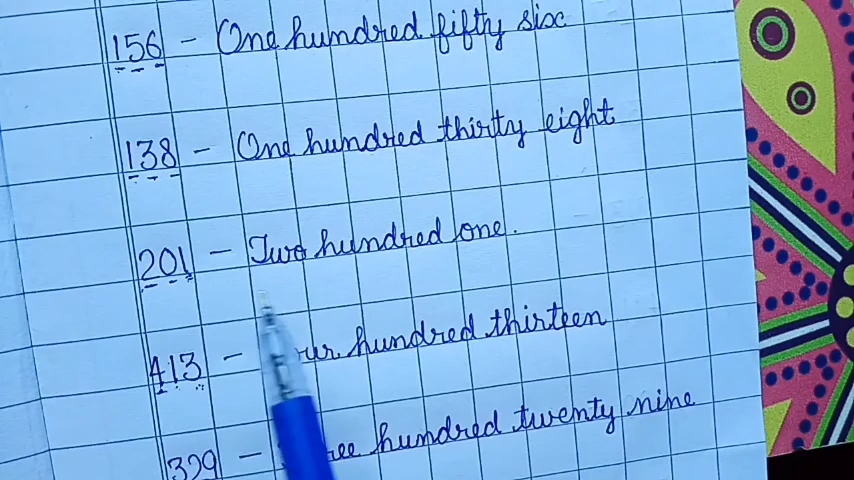 156 - One hundred fifty six
138 - One hundred thirty eight
201 - Two hundred one.
413 - hundred thirteen
329 - hundred twenty nine